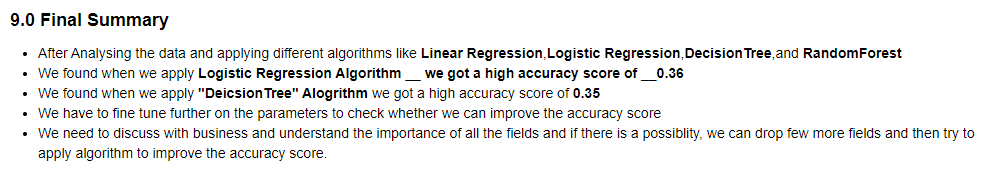 9.0 Final Summary
• After Analysing the data and applying different algorithms like Linear Regression,Logistic Regression,DecisionTree,and RandomForest
• We found when we apply Logistic Regression Algorithm __ we got a high accuracy score of __0.36
• We found when we apply "DeicsionTree" Alogrithm we got a high accuracy score of 0.35
• We have to fine tune further on the parameters to check whether we can improve the accuracy score
• We need to discuss with business and understand the importance of all the fields and if there is a possiblity, we can drop few more fields and then try to
apply algorithm to improve the accuracy score.